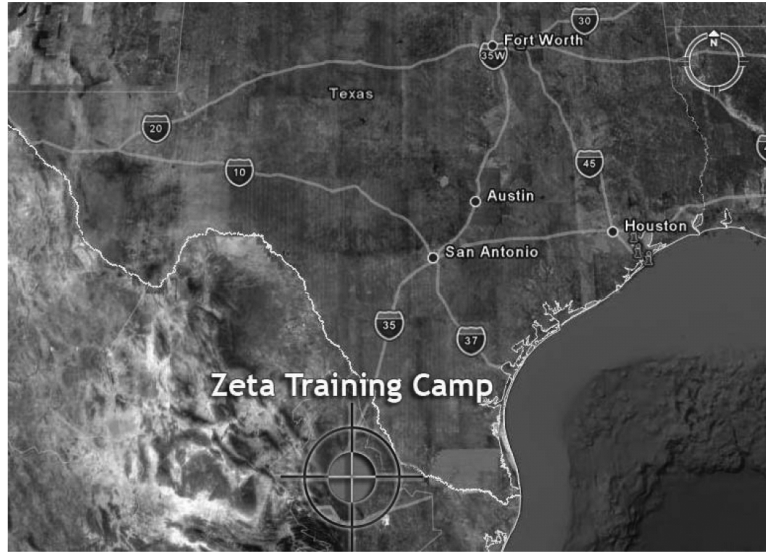 30
Fort Worth
35W
N
Texas
20
45
10
Austin
Houston
San Antonio
35
37
Zeta Training Camp